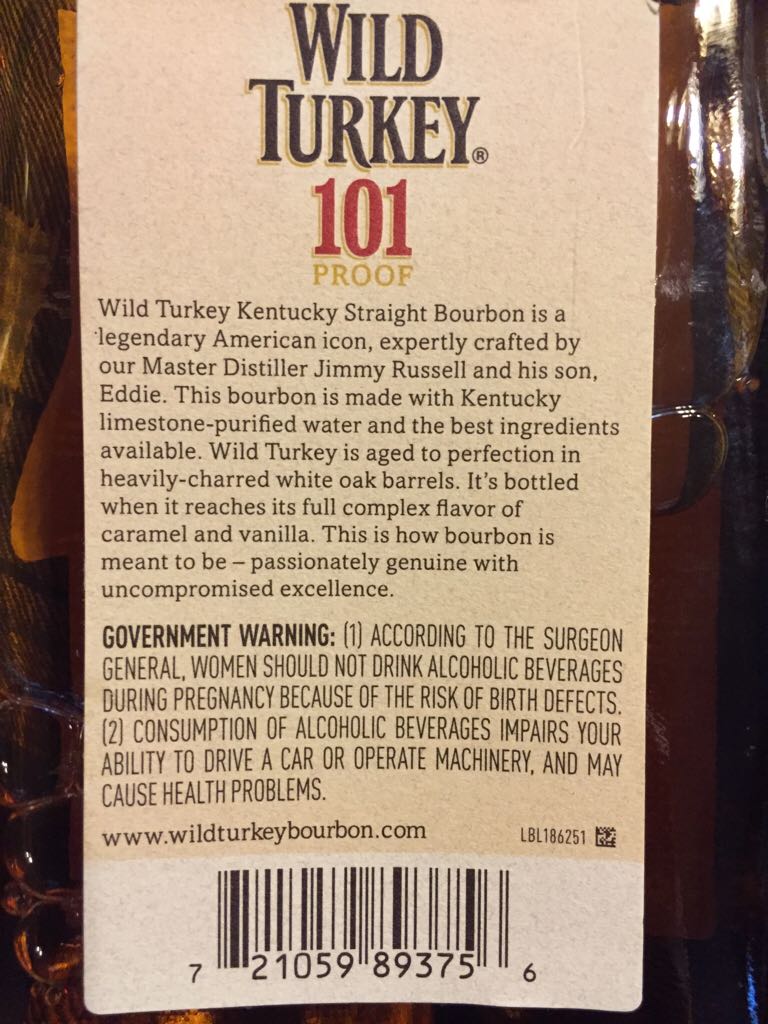 WILD
TURKEY®
101
PROOF
Wild Turkey Kentucky Straight Bourbon is a
legendary American icon, expertly crafted by
our Master Distiller Jimmy Russell and his son,
Eddie. This bourbon is made with Kentucky
limestone-purified water and the best ingredients
available. Wild Turkey is aged to perfection in
heavily-charred white oak barrels. It's bottled
when it reaches its full complex flavor of
caramel and vanilla. This is how bourbon is
meant to be – passionately genuine with
uncompromised excellence.
GOVERNMENT WARNING: (1) ACCORDING TO THE SURGEON
GENERAL, WOMEN SHOULD NOT DRINK ALCOHOLIC BEVERAGES
DURING PREGNANCY BECAUSE OF THE RISK OF BIRTH DEFECTS.
(2) CONSUMPTION OF ALCOHOLIC BEVERAGES IMPAIRS YOUR
ABILITY TO DRIVE A CAR OR OPERATE MACHINERY, AND MAY
CAUSE HEALTH PROBLEMS.
www.wildturkeybourbon.com LBL186251
7 21059 89375 6